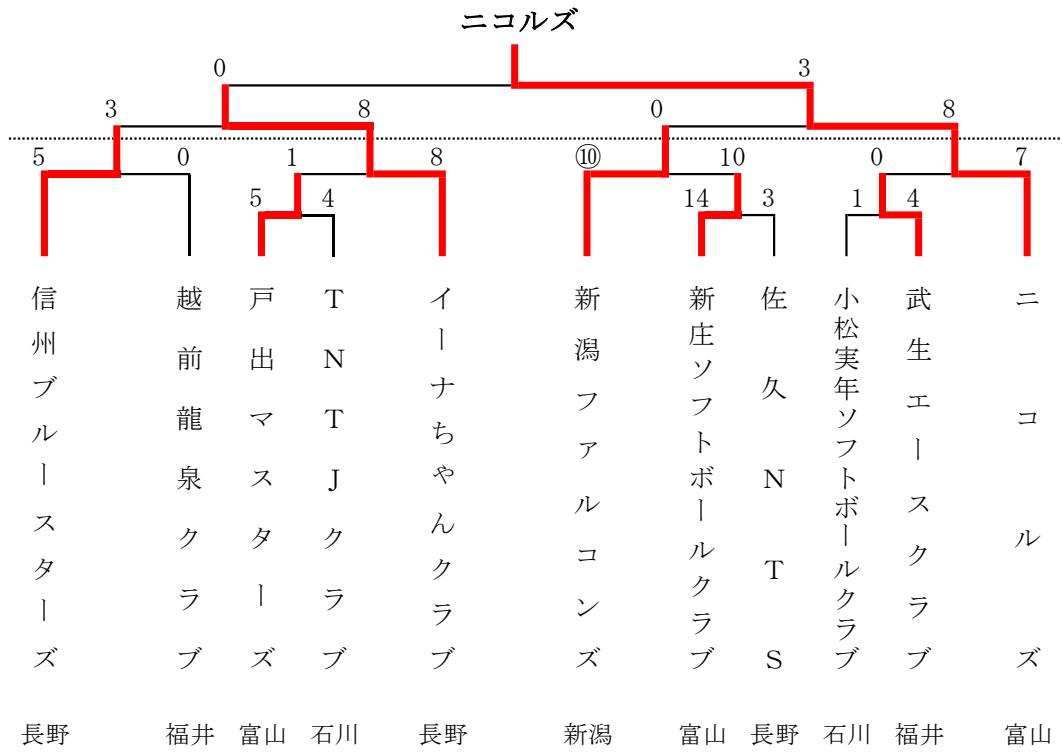 ニコルズ
0 3
3 8 0 8
5 0 1 8 ⑩ 10 0 7
5 4 14 3 1 4
信州ブルースターズ
越前龍泉クラブ
戸出マスターズ
TNTTJクラブ
イーナちゃんクラブ
新潟ファルコンズ
新庄ソフトボールクラブ
佐久NTS
小松実年ソフトボールクラブ
武生エースクラブ
ニコルズ
長野 福井 富山 石川 長野 新潟 富山 長野 石川 福井 富山